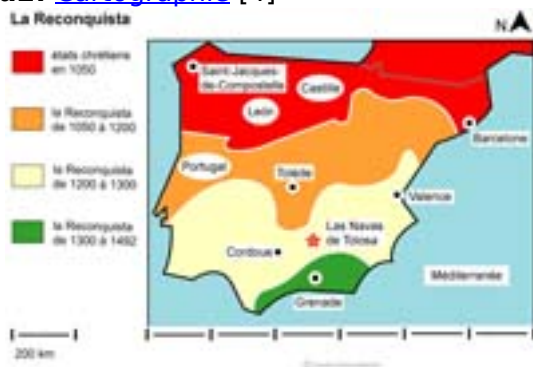 Cartographie [4]
La Reconquista
N
états chrétiens
en 1050
la Reconquista
de 1050 à 1200
la Reconquista
de 1200 à 1300
la Reconquista
de 1300 à 1492
Saint-Jacques-
de-Compostelle
Castille
León
Barcelone
Portugal
Tolède
Valence
Las Navas
de Tolosa
Cordoue
Méditerranée
Grenade
200 km